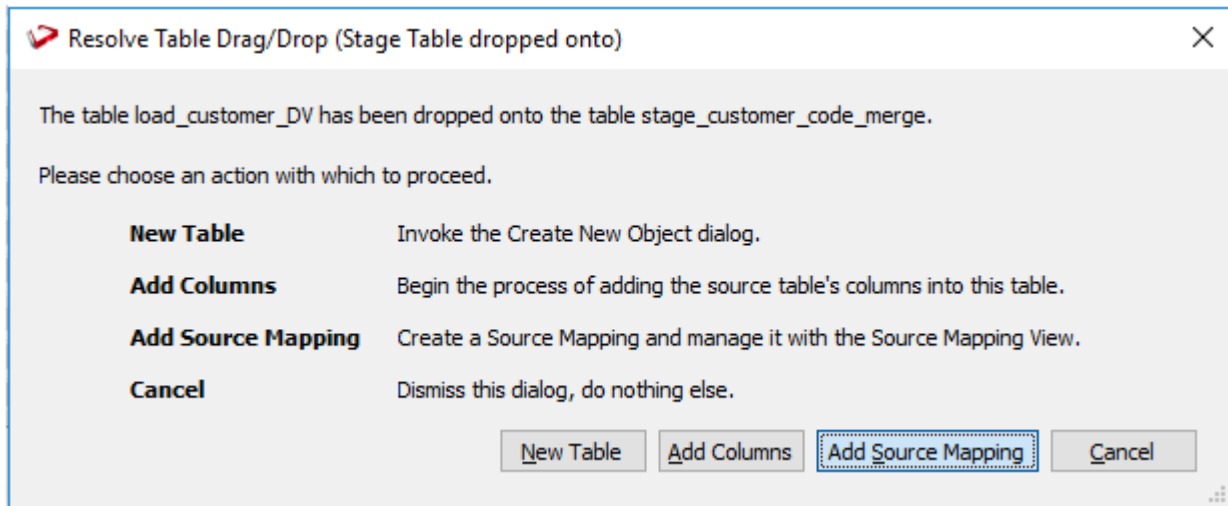 Resolve Table Drag/Drop (Stage Table dropped onto)
The table load_customer_DV has been dropped onto the table stage_customer_code_merge.
Please choose an action with which to proceed.
New Table Invoke the Create New Object dialog.
Add Columns Begin the process of adding the source table's columns into this table.
Add Source Mapping Create a Source Mapping and manage it with the Source Mapping View.
Cancel Dismiss this dialog, do nothing else.
New Table Add Columns Add Source Mapping Cancel